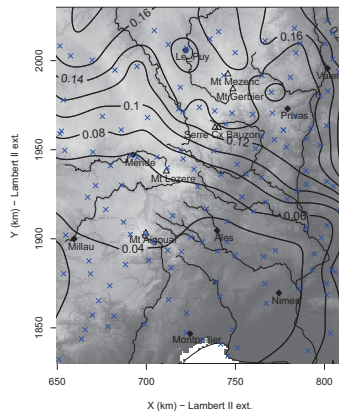 0.16
0.16
2000
Le Puy
Mt Mezenc
Valen
0.14
Mt Gerbier
0.1
Privas
Serre Cx Bauzon
0.08
0.12
1950
Mende
Mt Lozere
0.06
Y (km) − Lambert II ext.
1900
Millau
Mt Aigoual
Ales
0.04
Nimes
1850
Montpellier
650
700
750
800
X (km) − Lambert II ext.